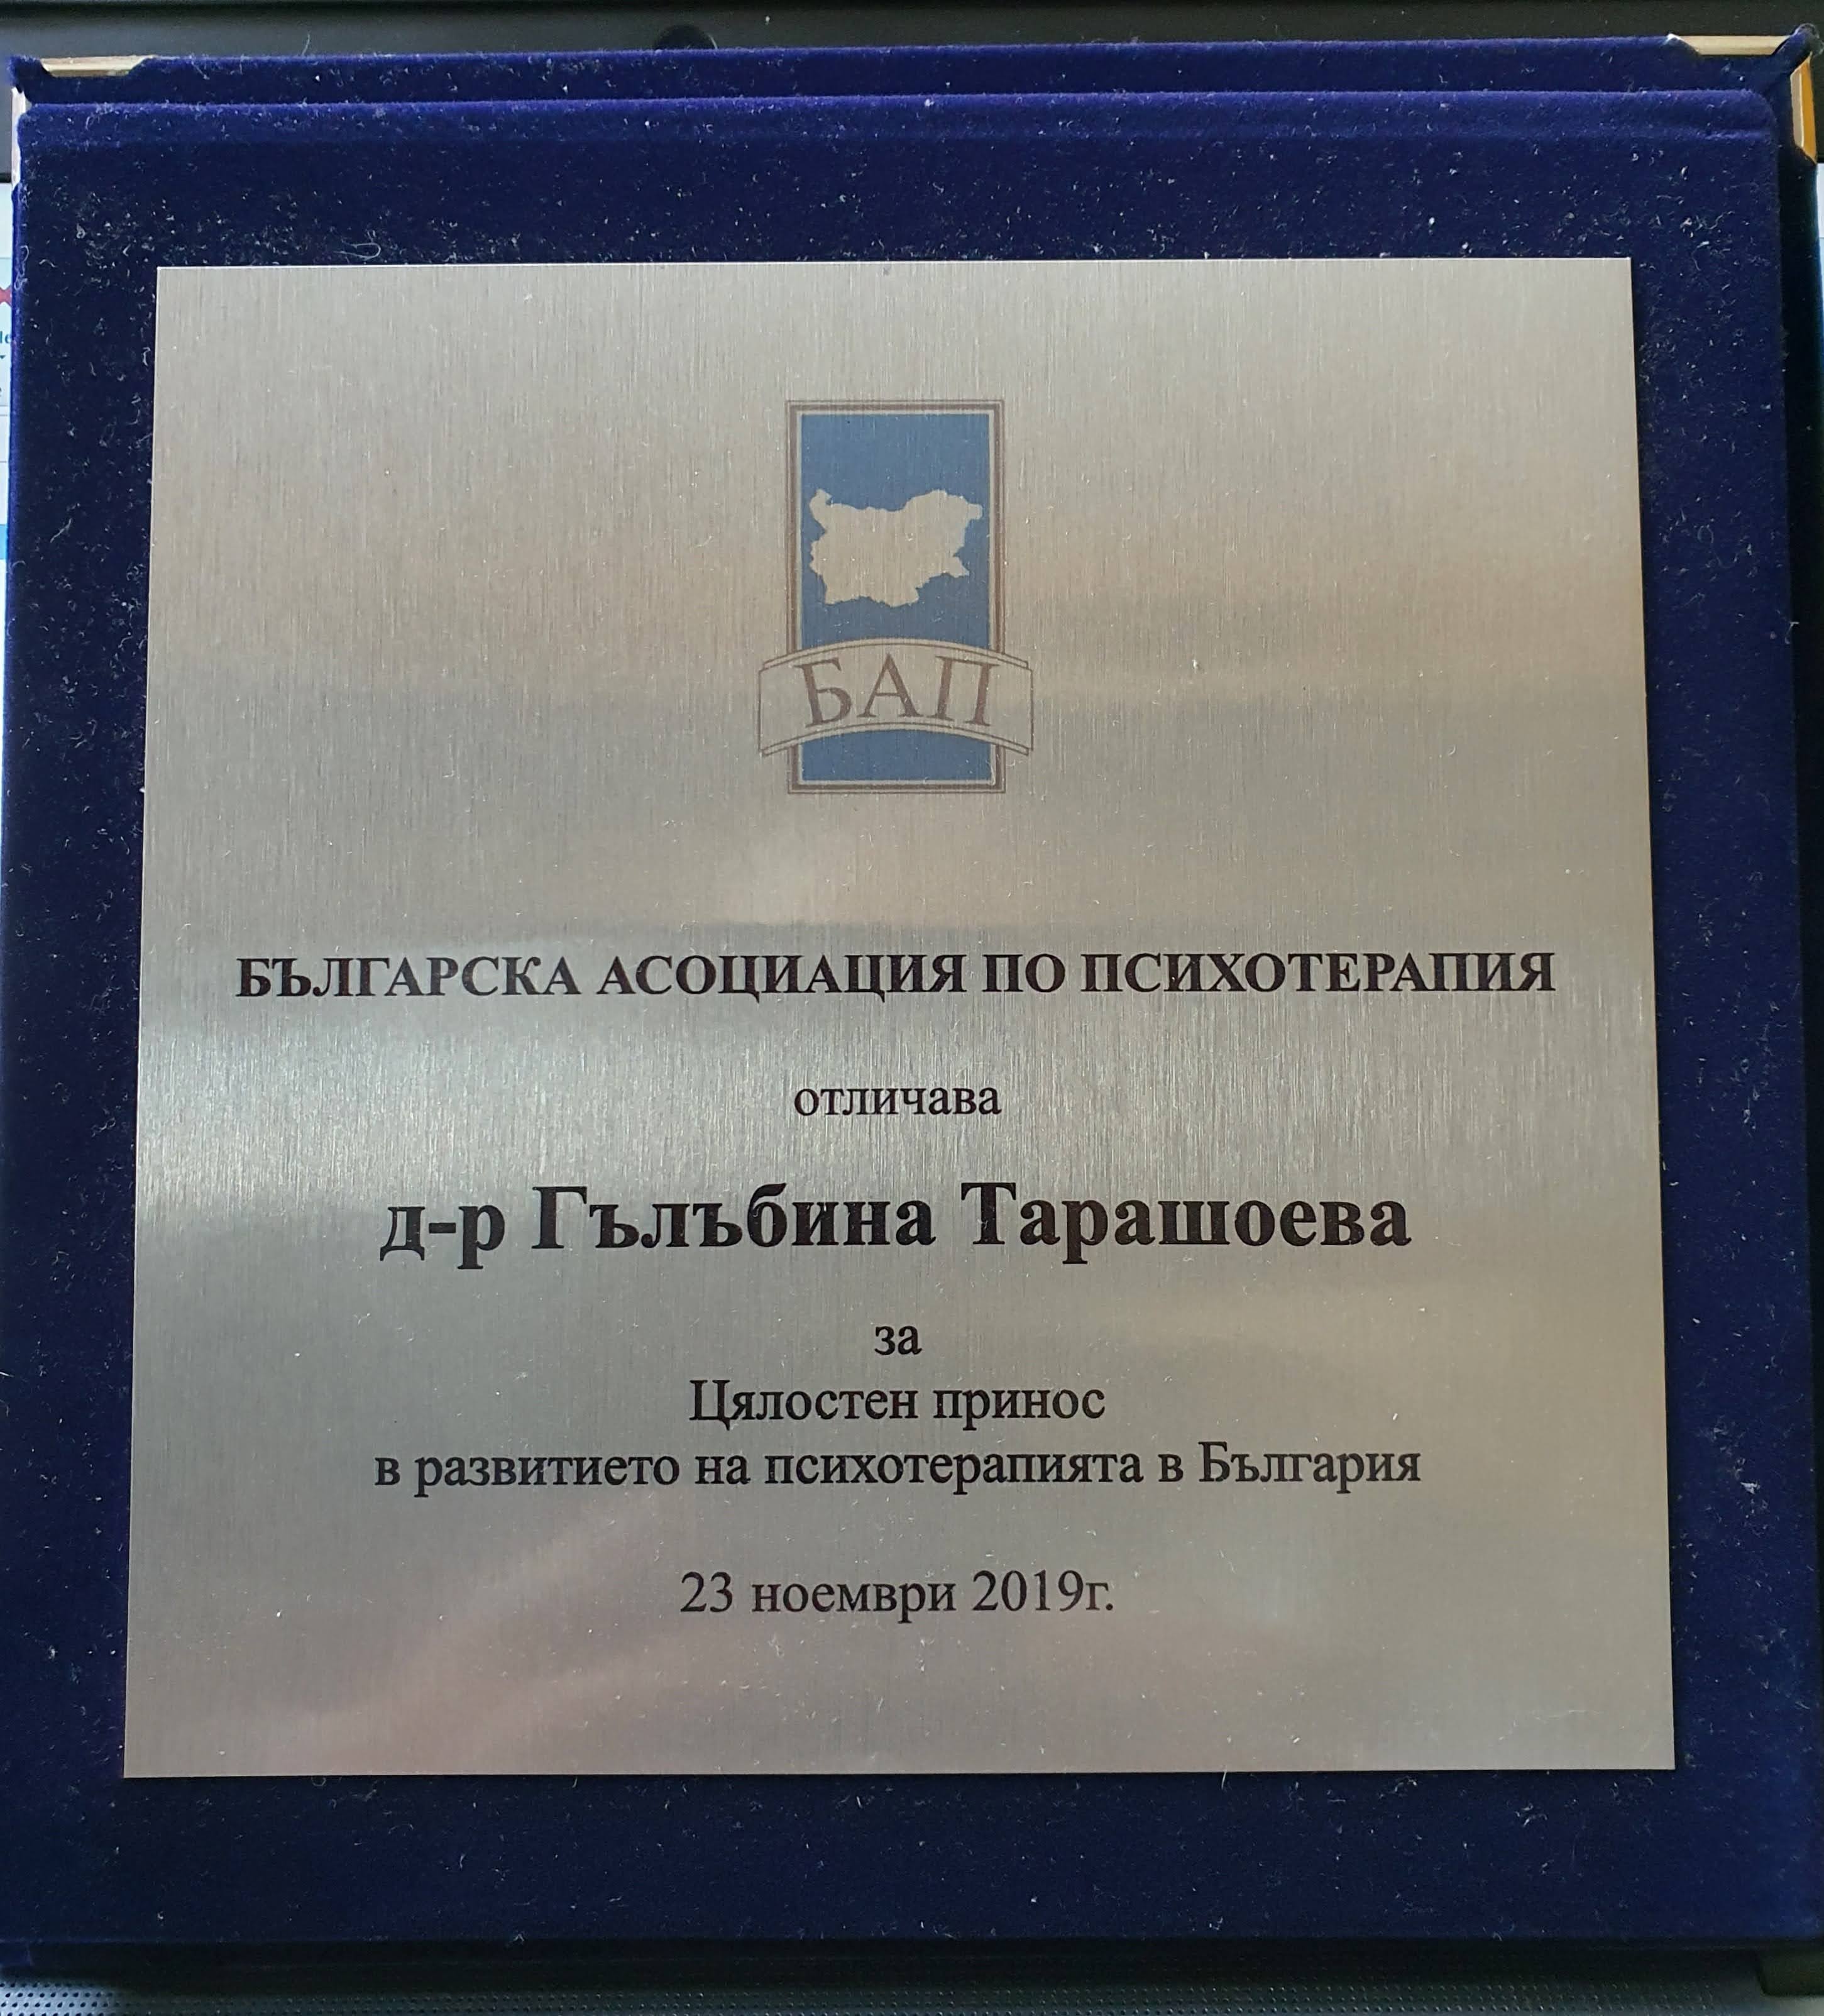 БАП
БЪЛГАРСКА АСОЦИАЦИЯ ПО ПСИХОТЕРАПИЯ
отличава
д-р Гълъбина Тарашоева
за
Цялостен принос
в развитието на психотерапията в България
23 ноември 2019г.